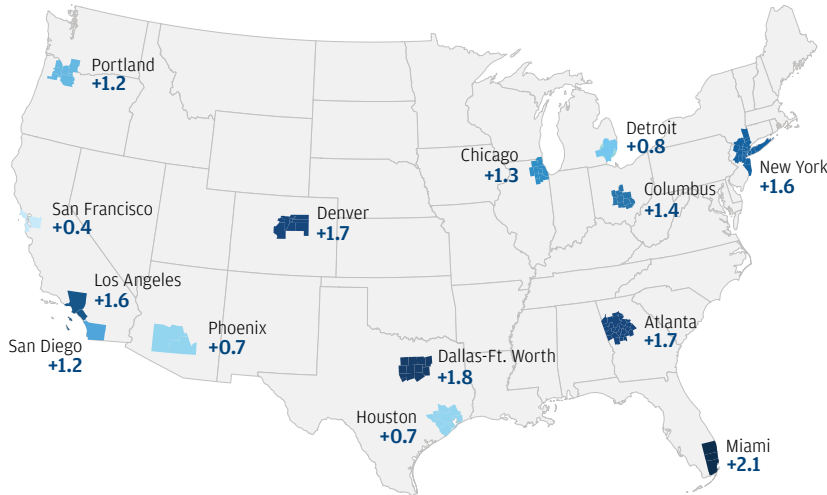 Portland
+1.2
Detroit
+0.8
Chicago
+1.3
New York
+1.6
Columbus
+1.4
San Francisco
+0.4
Denver
+1.7
Los Angeles
+1.6
Phoenix
+0.7
Atlanta
+1.7
San Diego
+1.2
Dallas-Ft. Worth
+1.8
Houston
+0.7
Miami
+2.1